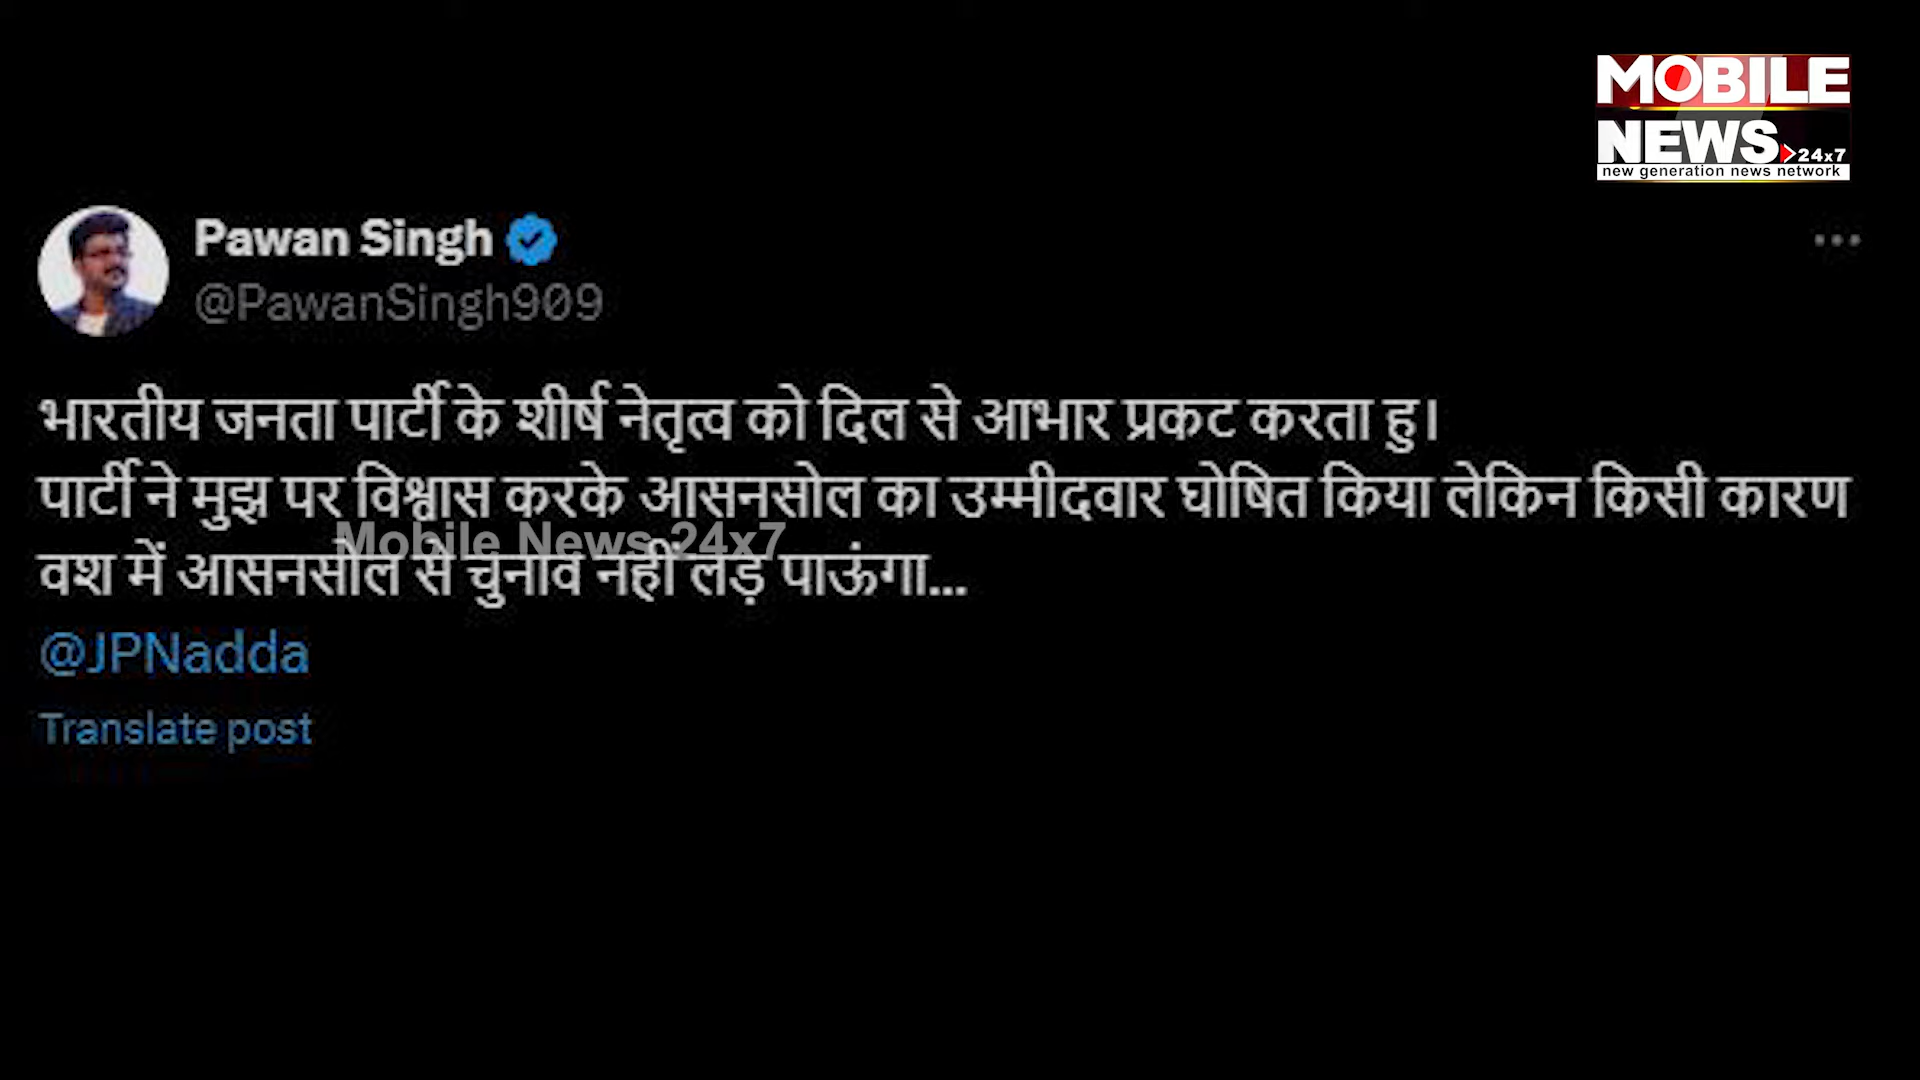 MOBILE
NEWS 24x7
new generation news network
Pawan Singh
@PawanSingh909
भारतीय जनता पार्टी के शीर्ष नेतृत्व को दिल से आभार प्रकट करता हु।
पार्टी ने मुझ पर विश्वास करके आसनसोल का उम्मीदवार घोषित किया लेकिन किसी कारण
Mobile News 24x7
वश में आसनसोल से चुनाव नहीं लड़ पाऊंगा...
@JPNadda
Translate post